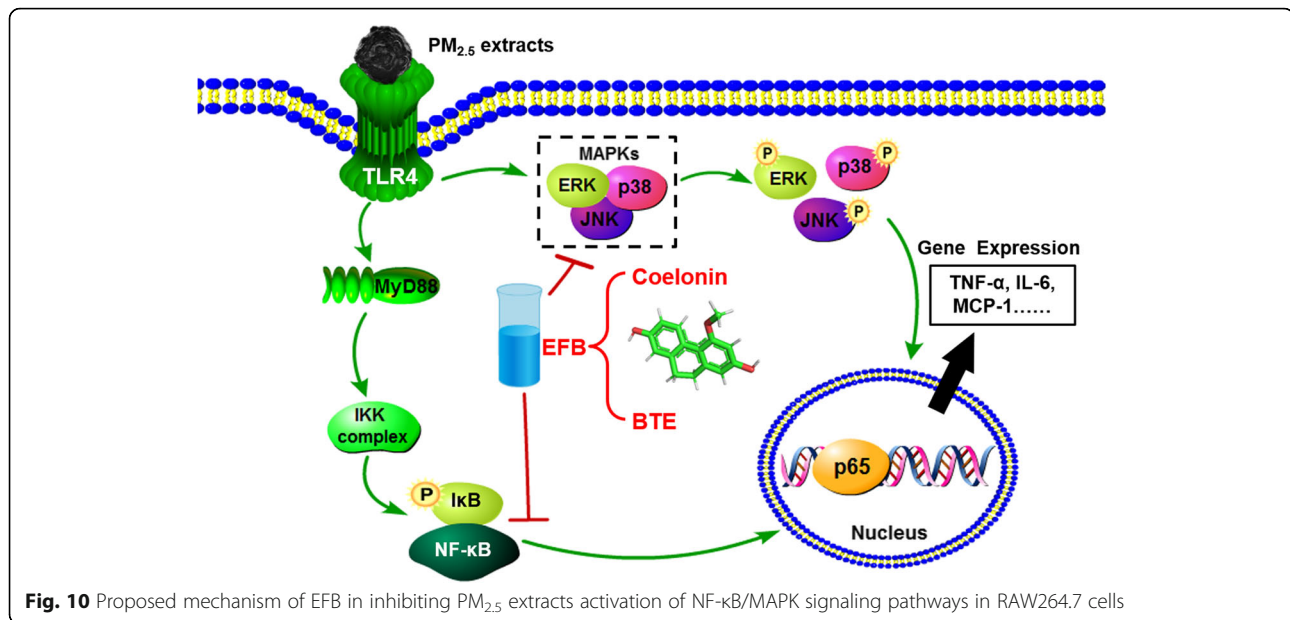 PM2.5 extracts
TLR4
MAPKs
ERK
p38
JNK
P
ERK
p38
P
JNK
P
Gene Expression
TNF-α, IL-6,
MCP-1......
MyD88
Coelonin
EFB
BTE
IKK
complex
P
IκB
NF-κB
p65
Nucleus
Fig. 10 Proposed mechanism of EFB in inhibiting PM2.5 extracts activation of NF-κB/MAPK signaling pathways in RAW264.7 cells